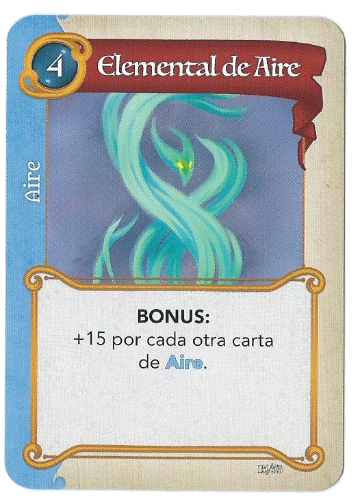 4
Elemental de Aire
Aire
BONUS:
+15 por cada otra carta
de Aire.